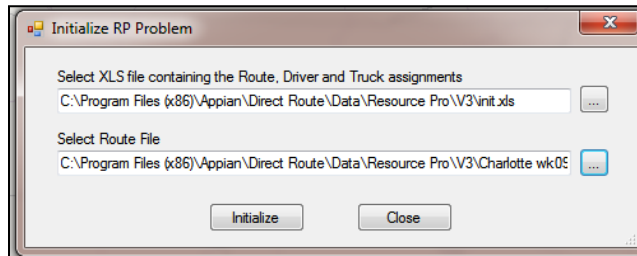 Initialize RP Problem
Select XLS file containing the Route, Driver and Truck assignments
C:\Program Files (x86)\Appian\Direct Route\Data\Resource Pro\V3\init.xls
...
Select Route File
C:\Program Files (x86)\Appian\Direct Route\Data\Resource Pro\V3\Charlotte wk09
...
Initialize Close